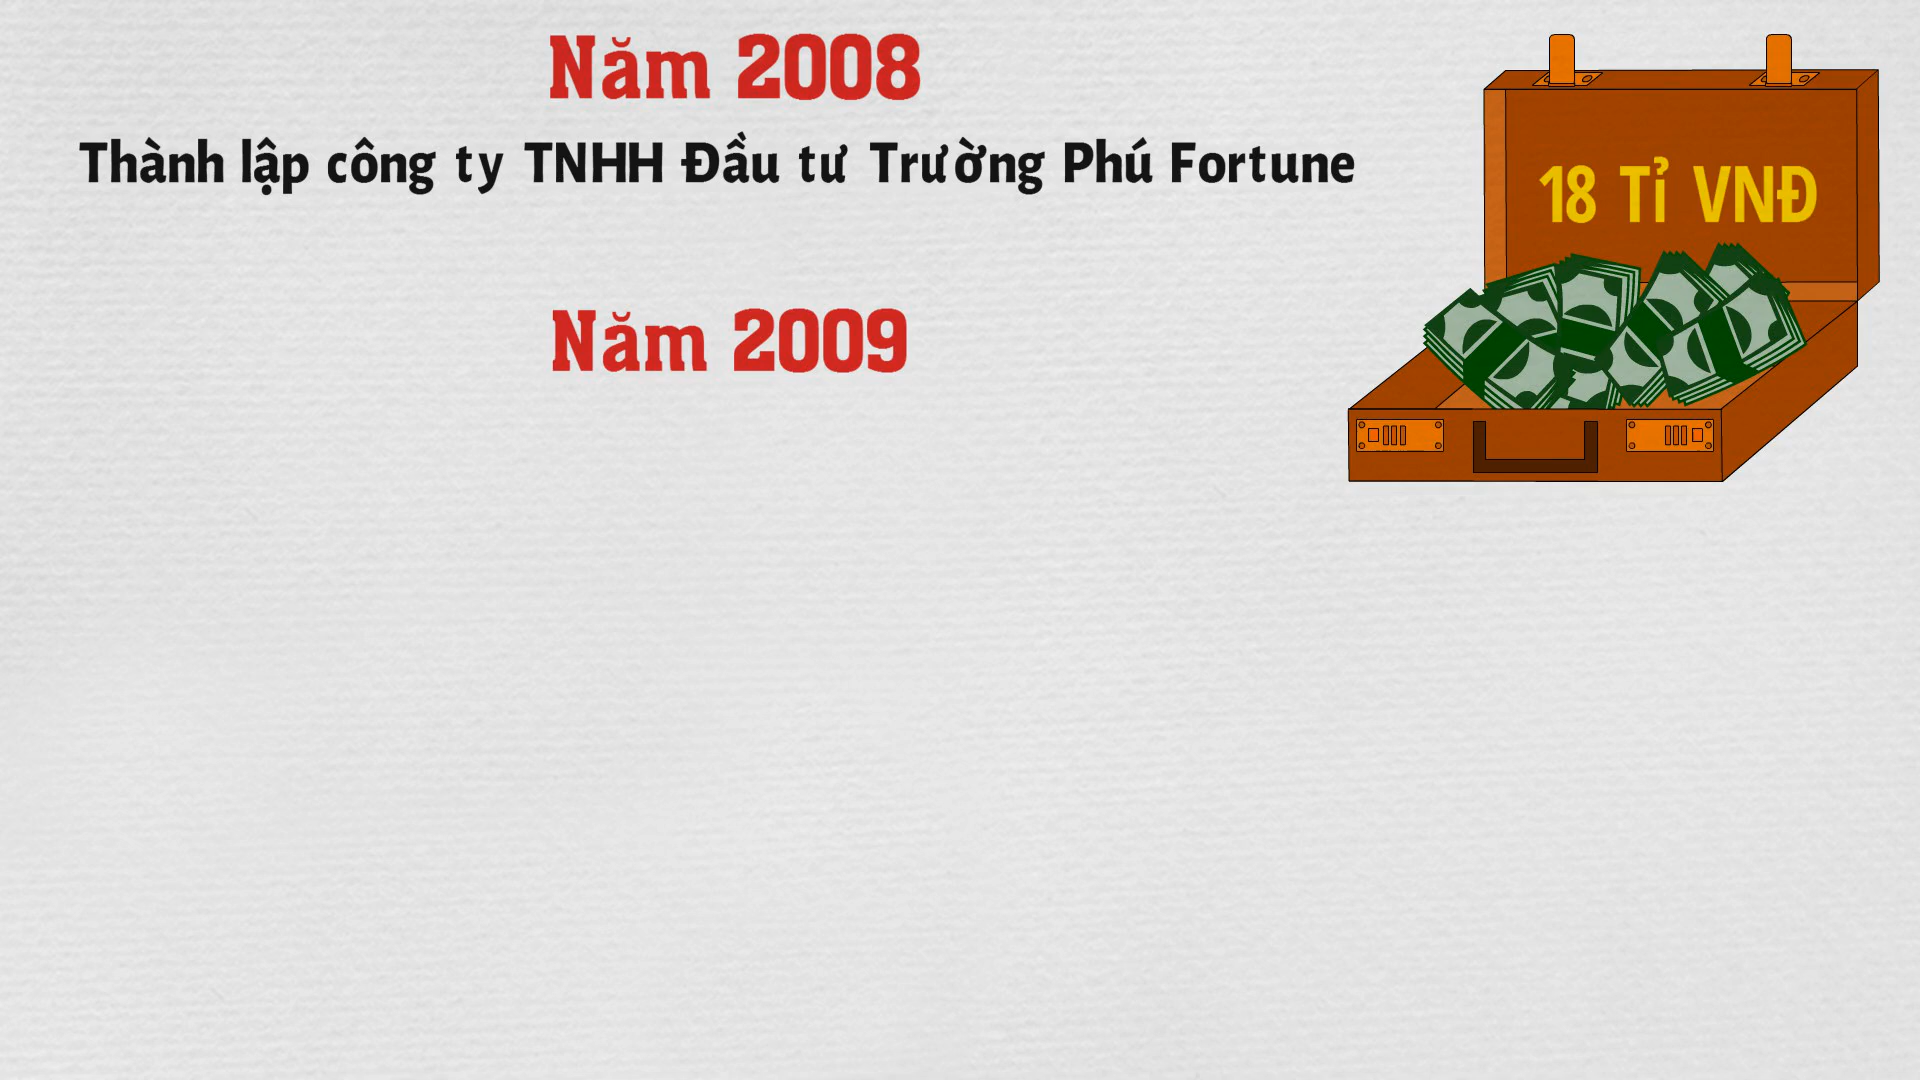 Năm 2008
Thành lập công ty TNHH Đầu tư Trường Phú Fortune
18 Tỉ VNĐ
Năm 2009